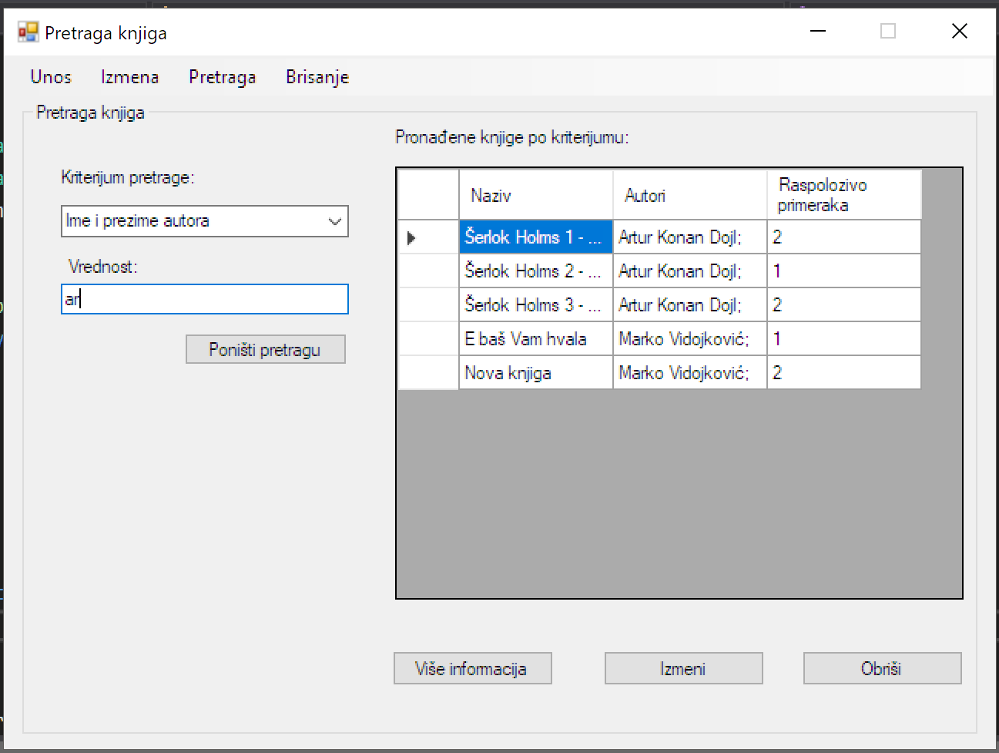 Pretraga knjiga
Unos Izmena Pretraga Brisanje
Pretraga knjiga
Kriterijum pretrage:
Ime i prezime autora
Vrednost:
ar
Poništi pretragu
Pronađene knjige po kriterijumu:
Naziv Autori Raspolozivo primeraka
Šerlok Holms 1 - ... Artur Konan Dojl; 2
Šerlok Holms 2 - ... Artur Konan Dojl; 1
Šerlok Holms 3 - ... Artur Konan Dojl; 2
E baš Vam hvala Marko Vidojković; 1
Nova knjiga Marko Vidojković; 2
Više informacija Izmeni Obriši